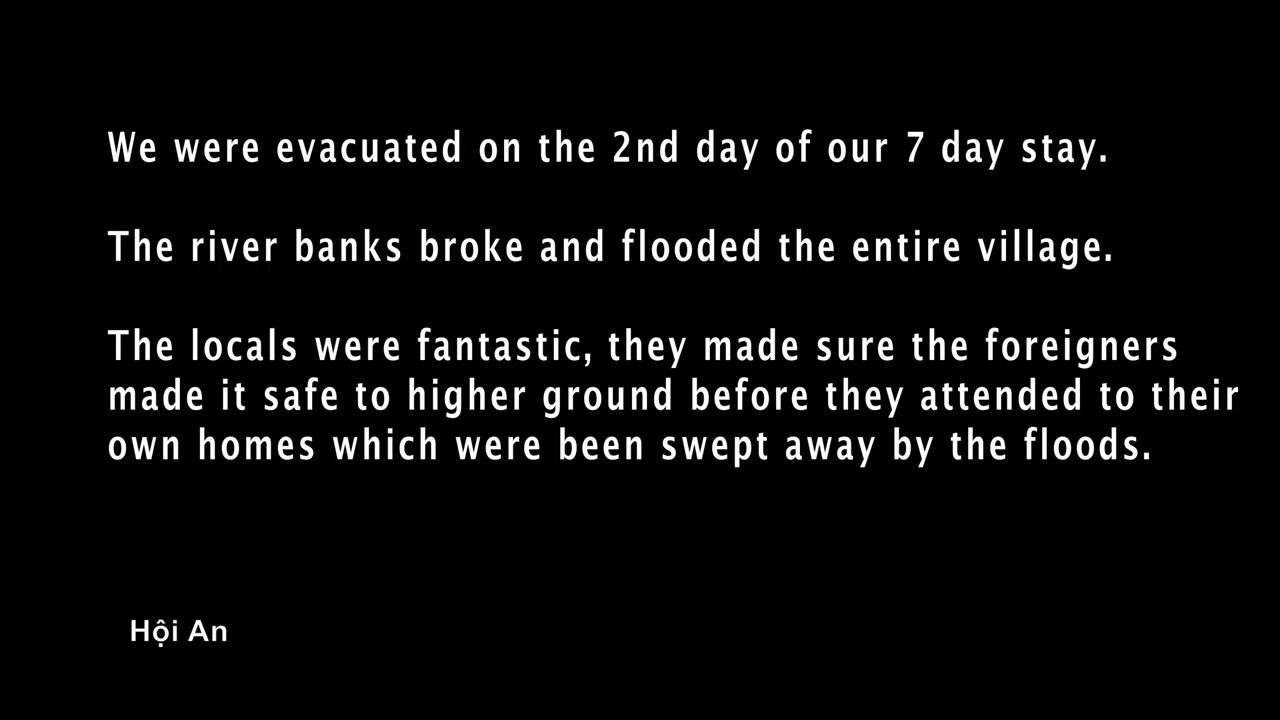 We were evacuated on the 2nd day of our 7 day stay.
The river banks broke and flooded the entire village.
The locals were fantastic, they made sure the foreigners
made it safe to higher ground before they attended to their
own homes which were been swept away by the floods.
Hội An